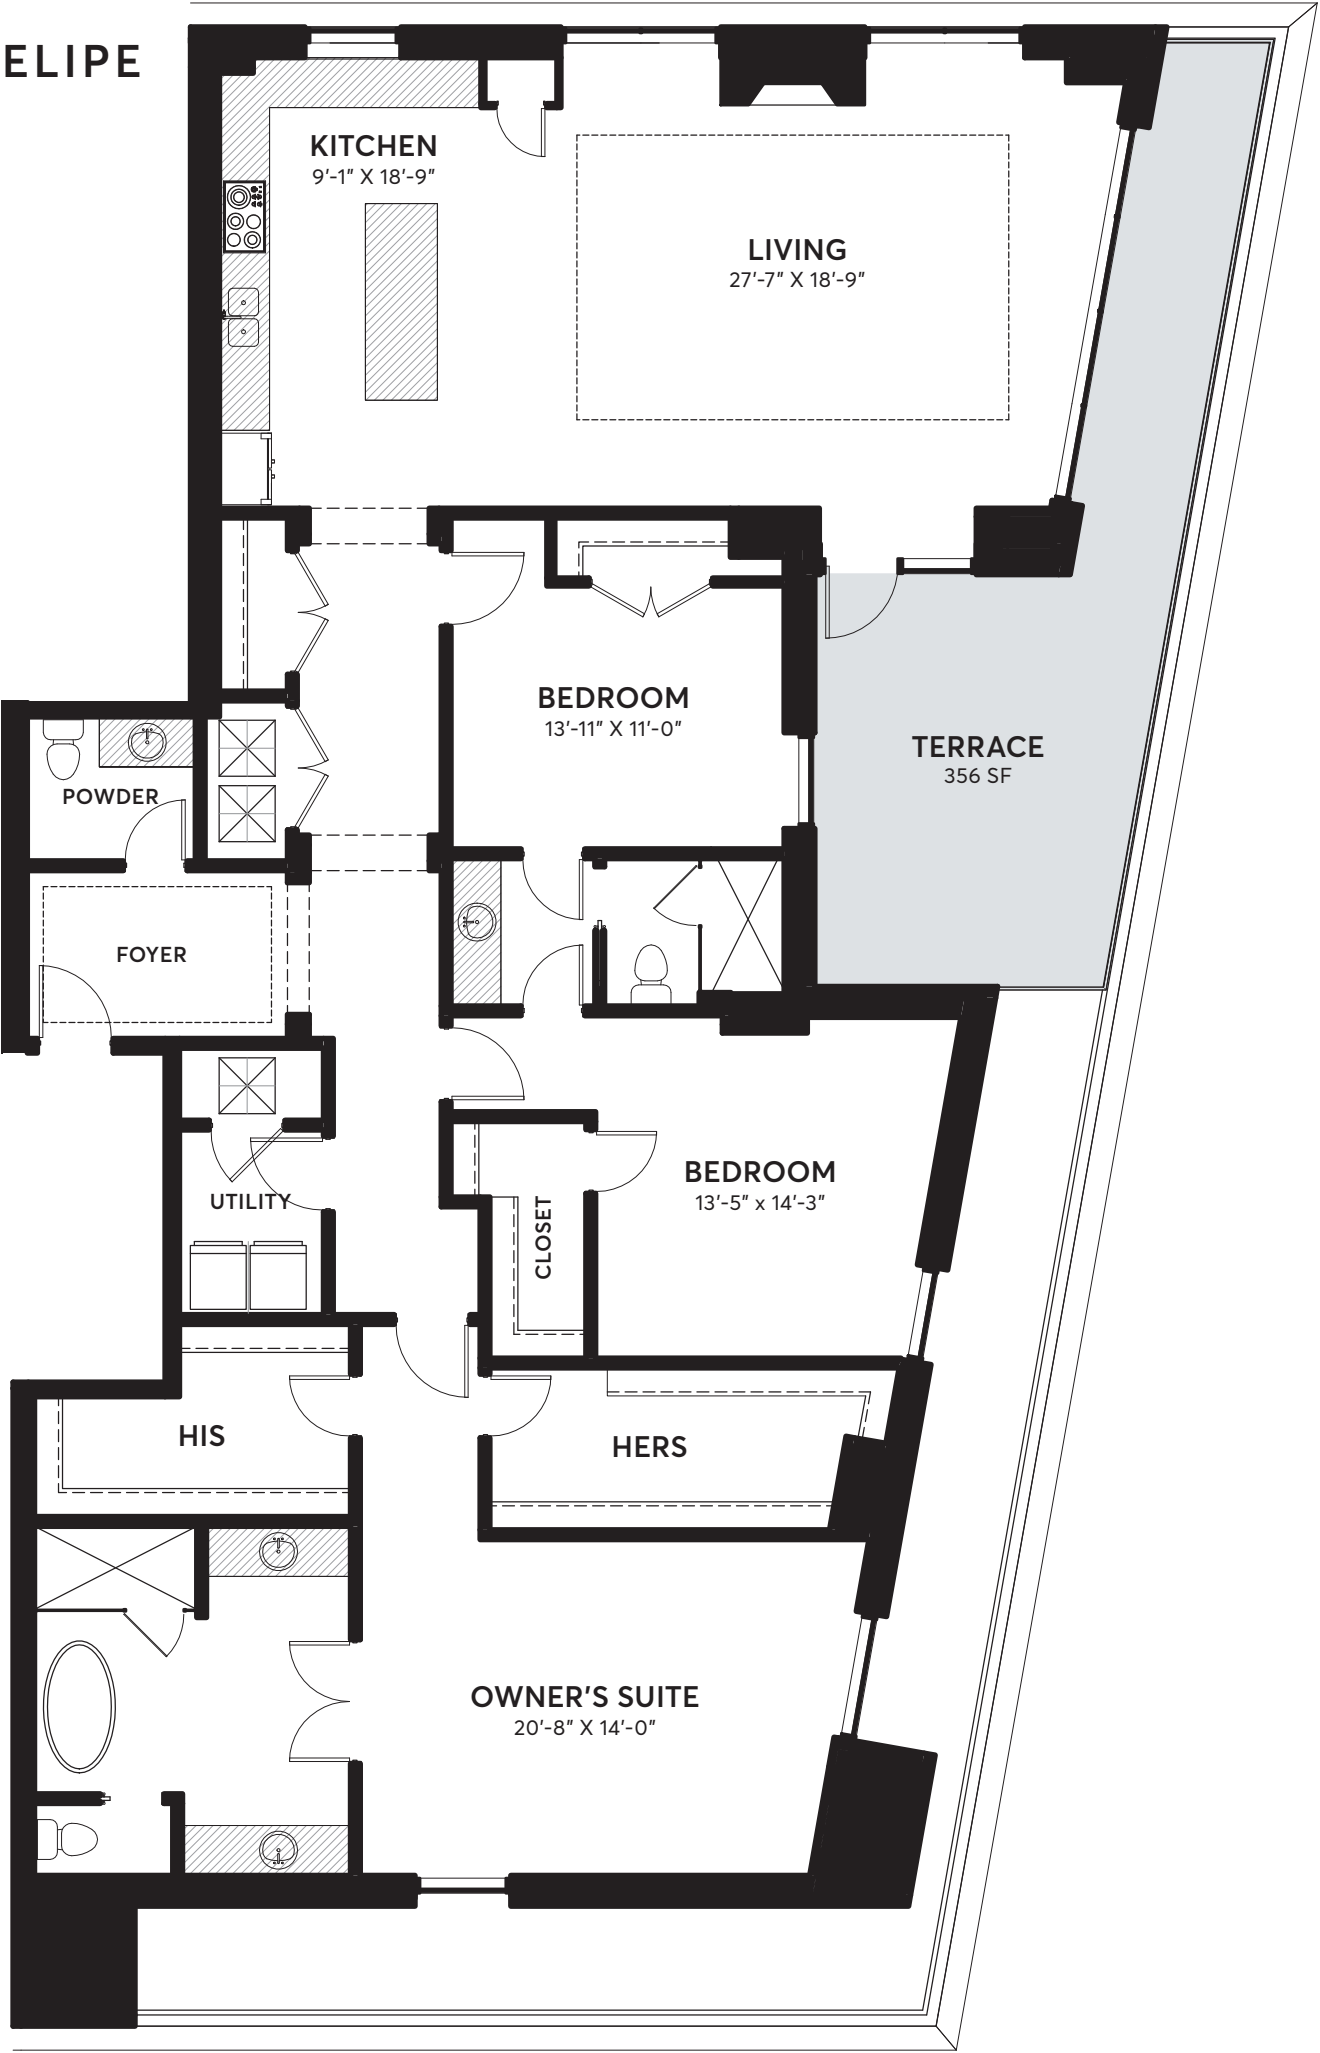 ELIPE
KITCHEN
9'-1" X 18'-9"
LIVING
27'-7" X 18'-9"
BEDROOM
13'-11" X 11'-0"
TERRACE
356 SF
POWDER
FOYER
BEDROOM
13'-5" x 14'-3"
UTILITY
CLOSET
HIS
HERS
OWNER'S SUITE
20'-8" X 14'-0"